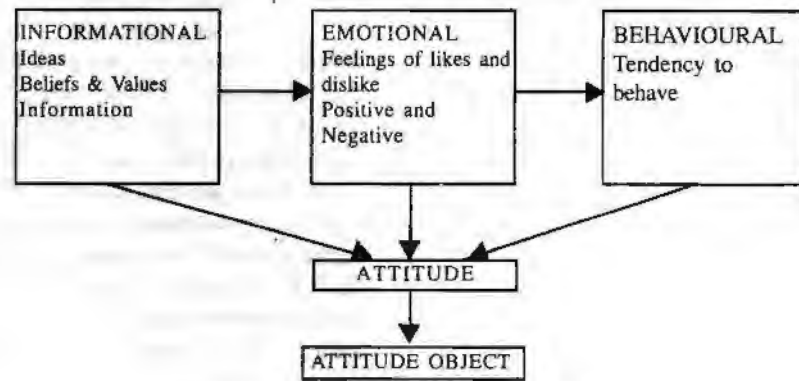 INFORMATIONAL
Ideas
Beliefs & Values
Information
EMOTIONAL
Feelings of likes and
dislike
Positive and
Negative
BEHAVIOURAL
Tendency to
behave
ATTITUDE
ATTITUDE OBJECT